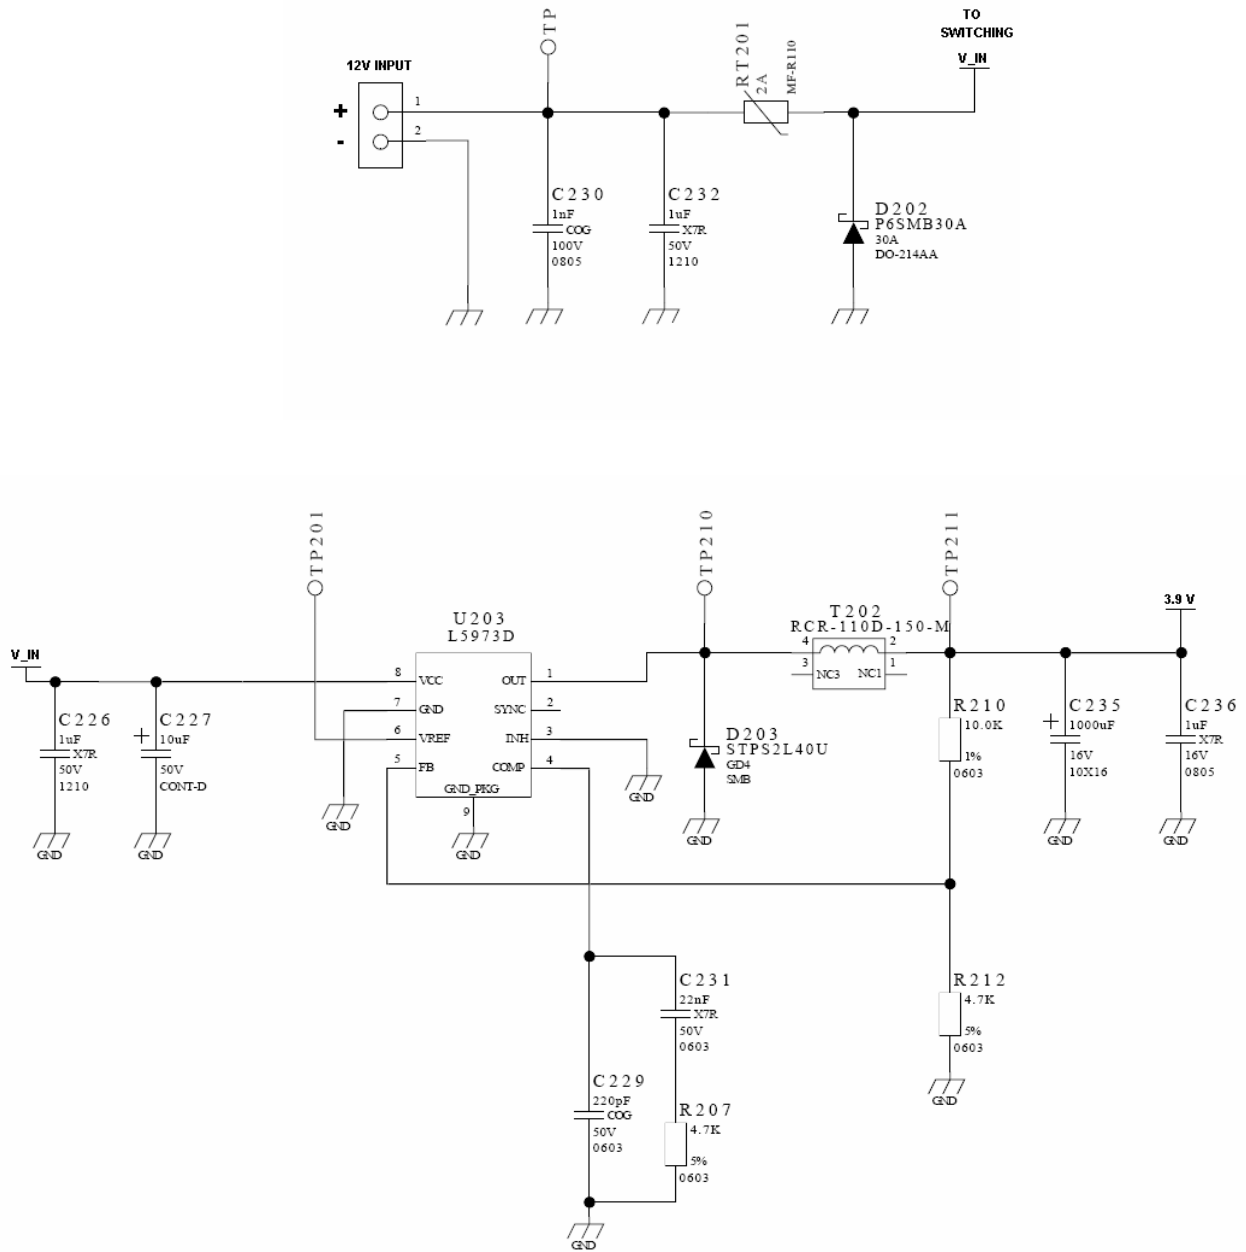 TO
SWITCHING
V_IN
TP
RT201
2A
MF-R110
12V INPUT
+
1
2
-
C230
1nF
COG
100V
0805
C232
1uF
X7R
50V
1210
D202
P6SMB30A
30A
DO-214AA
TP201
TP210
TP211
3.9 V
U203
L5973D
T202
RCR-110D-150-M
4
2
3
NC3
NC1
1
V_IN
8
VCC
OUT
1
7
GND
SYNC
2
6
VREF
INH
3
5
FB
COMP
4
GND_PKG
9
C226
1uF
X7R
50V
1210
GND
C227
+
10uF
50V
CONT-D
GND
GND
GND
GND
D203
STPS2L40U
GD4
SMB
GND
R210
10.0K
1%
0603
C235
+
1000uF
16V
10X16
GND
C236
1uF
X7R
16V
0805
GND
C231
22nF
X7R
50V
0603
R212
4.7K
5%
0603
GND
C229
220pF
COG
50V
0603
R207
4.7K
5%
0603
GND